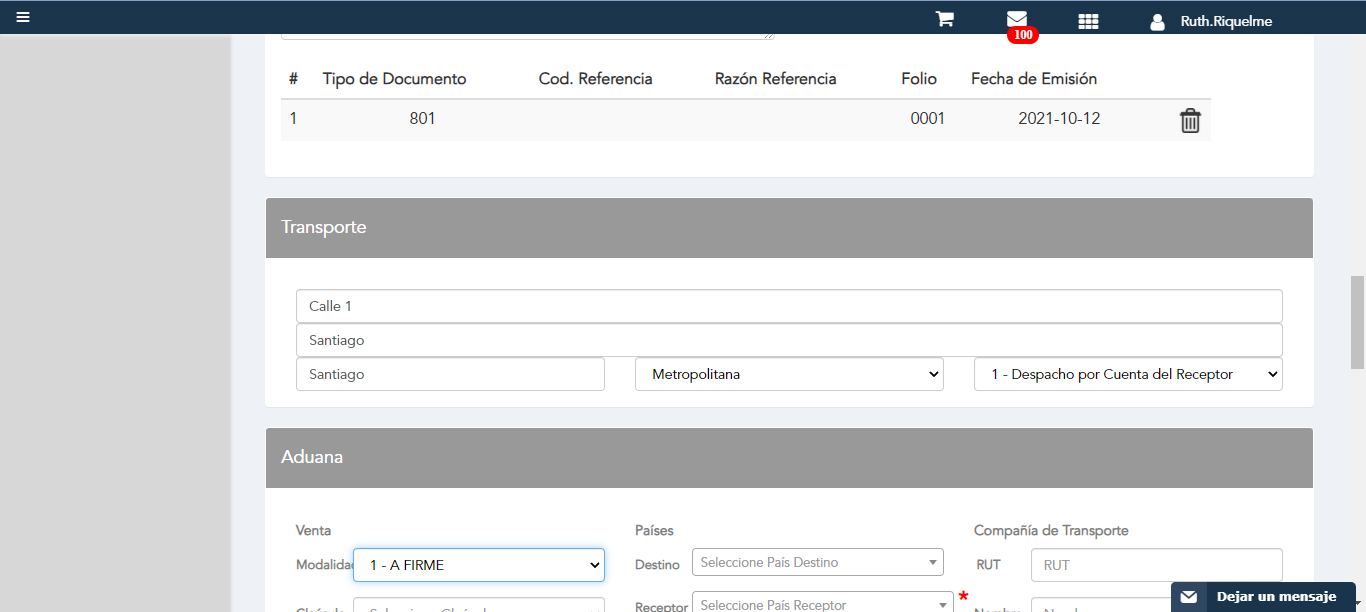 100 Ruth.Riquelme
# Tipo de Documento Cod. Referencia Razón Referencia Folio Fecha de Emisión
1 801 0001 2021-10-12
Transporte
Calle 1
Santiago
Santiago Metropolitana 1 - Despacho por Cuenta del Receptor
Aduana
Venta Países Compañía de Transporte
Modalidad 1 - A FIRME Destino Seleccione País Destino RUT RUT
Receptor Seleccione País Receptor *
Dejar un mensaje